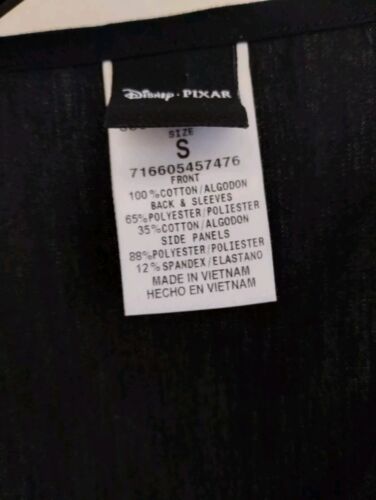 Disney · PIXAR
SIZE
S
716605457476
FRONT
100%COTTON/ALGODON
BACK & SLEEVES
65%POLYESTER/POLIESTER
35%COTTON/ALGODON
SIDE PANELS
88%POLYESTER/POLIESTER
12%SPANDEX/ELASTANO
MADE IN VIETNAM
HECHO EN VIETNAM